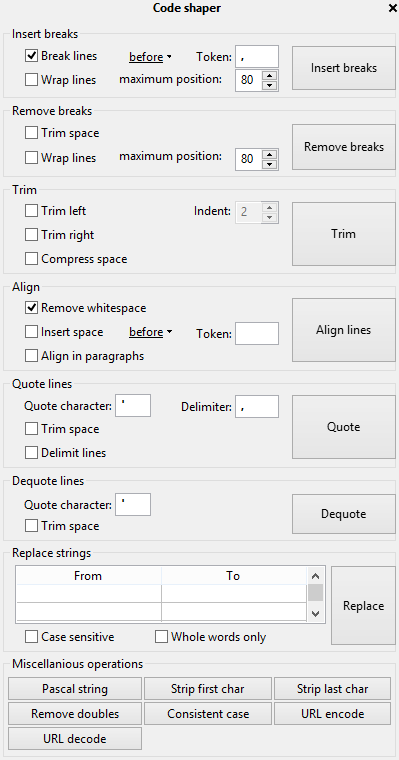 Code shaper
Insert breaks
Break lines before Token: ,
Wrap lines maximum position: 80
Insert breaks
Remove breaks
Trim space
Wrap lines maximum position: 80
Remove breaks
Trim
Trim left Indent: 2
Trim right
Compress space
Trim
Align
Remove whitespace
Insert space before Token:
Align in paragraphs
Align lines
Quote lines
Quote character: ' Delimiter: ,
Trim space
Delimit lines
Quote
Dequote lines
Quote character: '
Trim space
Dequote
Replace strings
From To
Case sensitive Whole words only
Replace
Miscellanious operations
Pascal string Strip first char Strip last char
Remove doubles Consistent case URL encode
URL decode